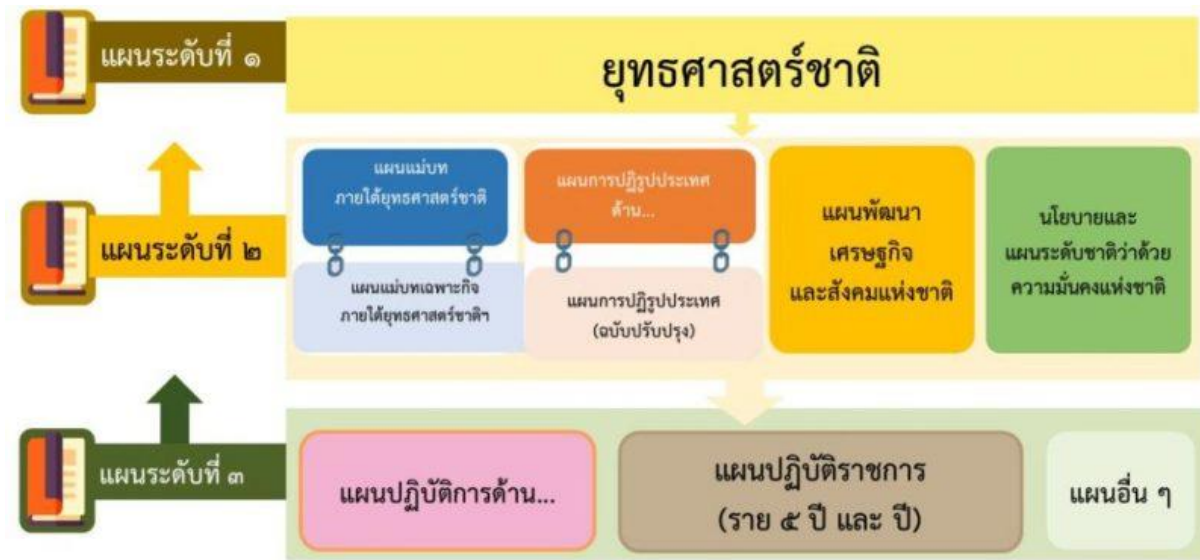 แผนระดับที่ ๑
ยุทธศาสตร์ชาติ
แผนระดับที่ ๒
แผนแม่บท
ภายใต้ยุทธศาสตร์ชาติ
แผนแม่บทเฉพาะกิจ
ภายใต้ยุทธศาสตร์ชาติฯ
แผนการปฏิรูปประเทศ
ด้าน...
แผนการปฏิรูปประเทศ
(ฉบับปรับปรุง)
แผนพัฒนา
เศรษฐกิจ
และสังคมแห่งชาติ
นโยบายและ
แผนระดับชาติว่าด้วย
ความมั่นคงแห่งชาติ
แผนระดับที่ ๓
แผนปฏิบัติการด้าน...
แผนปฏิบัติราชการ
(ราย ๕ ปี และ ปี)
แผนอื่น ๆ